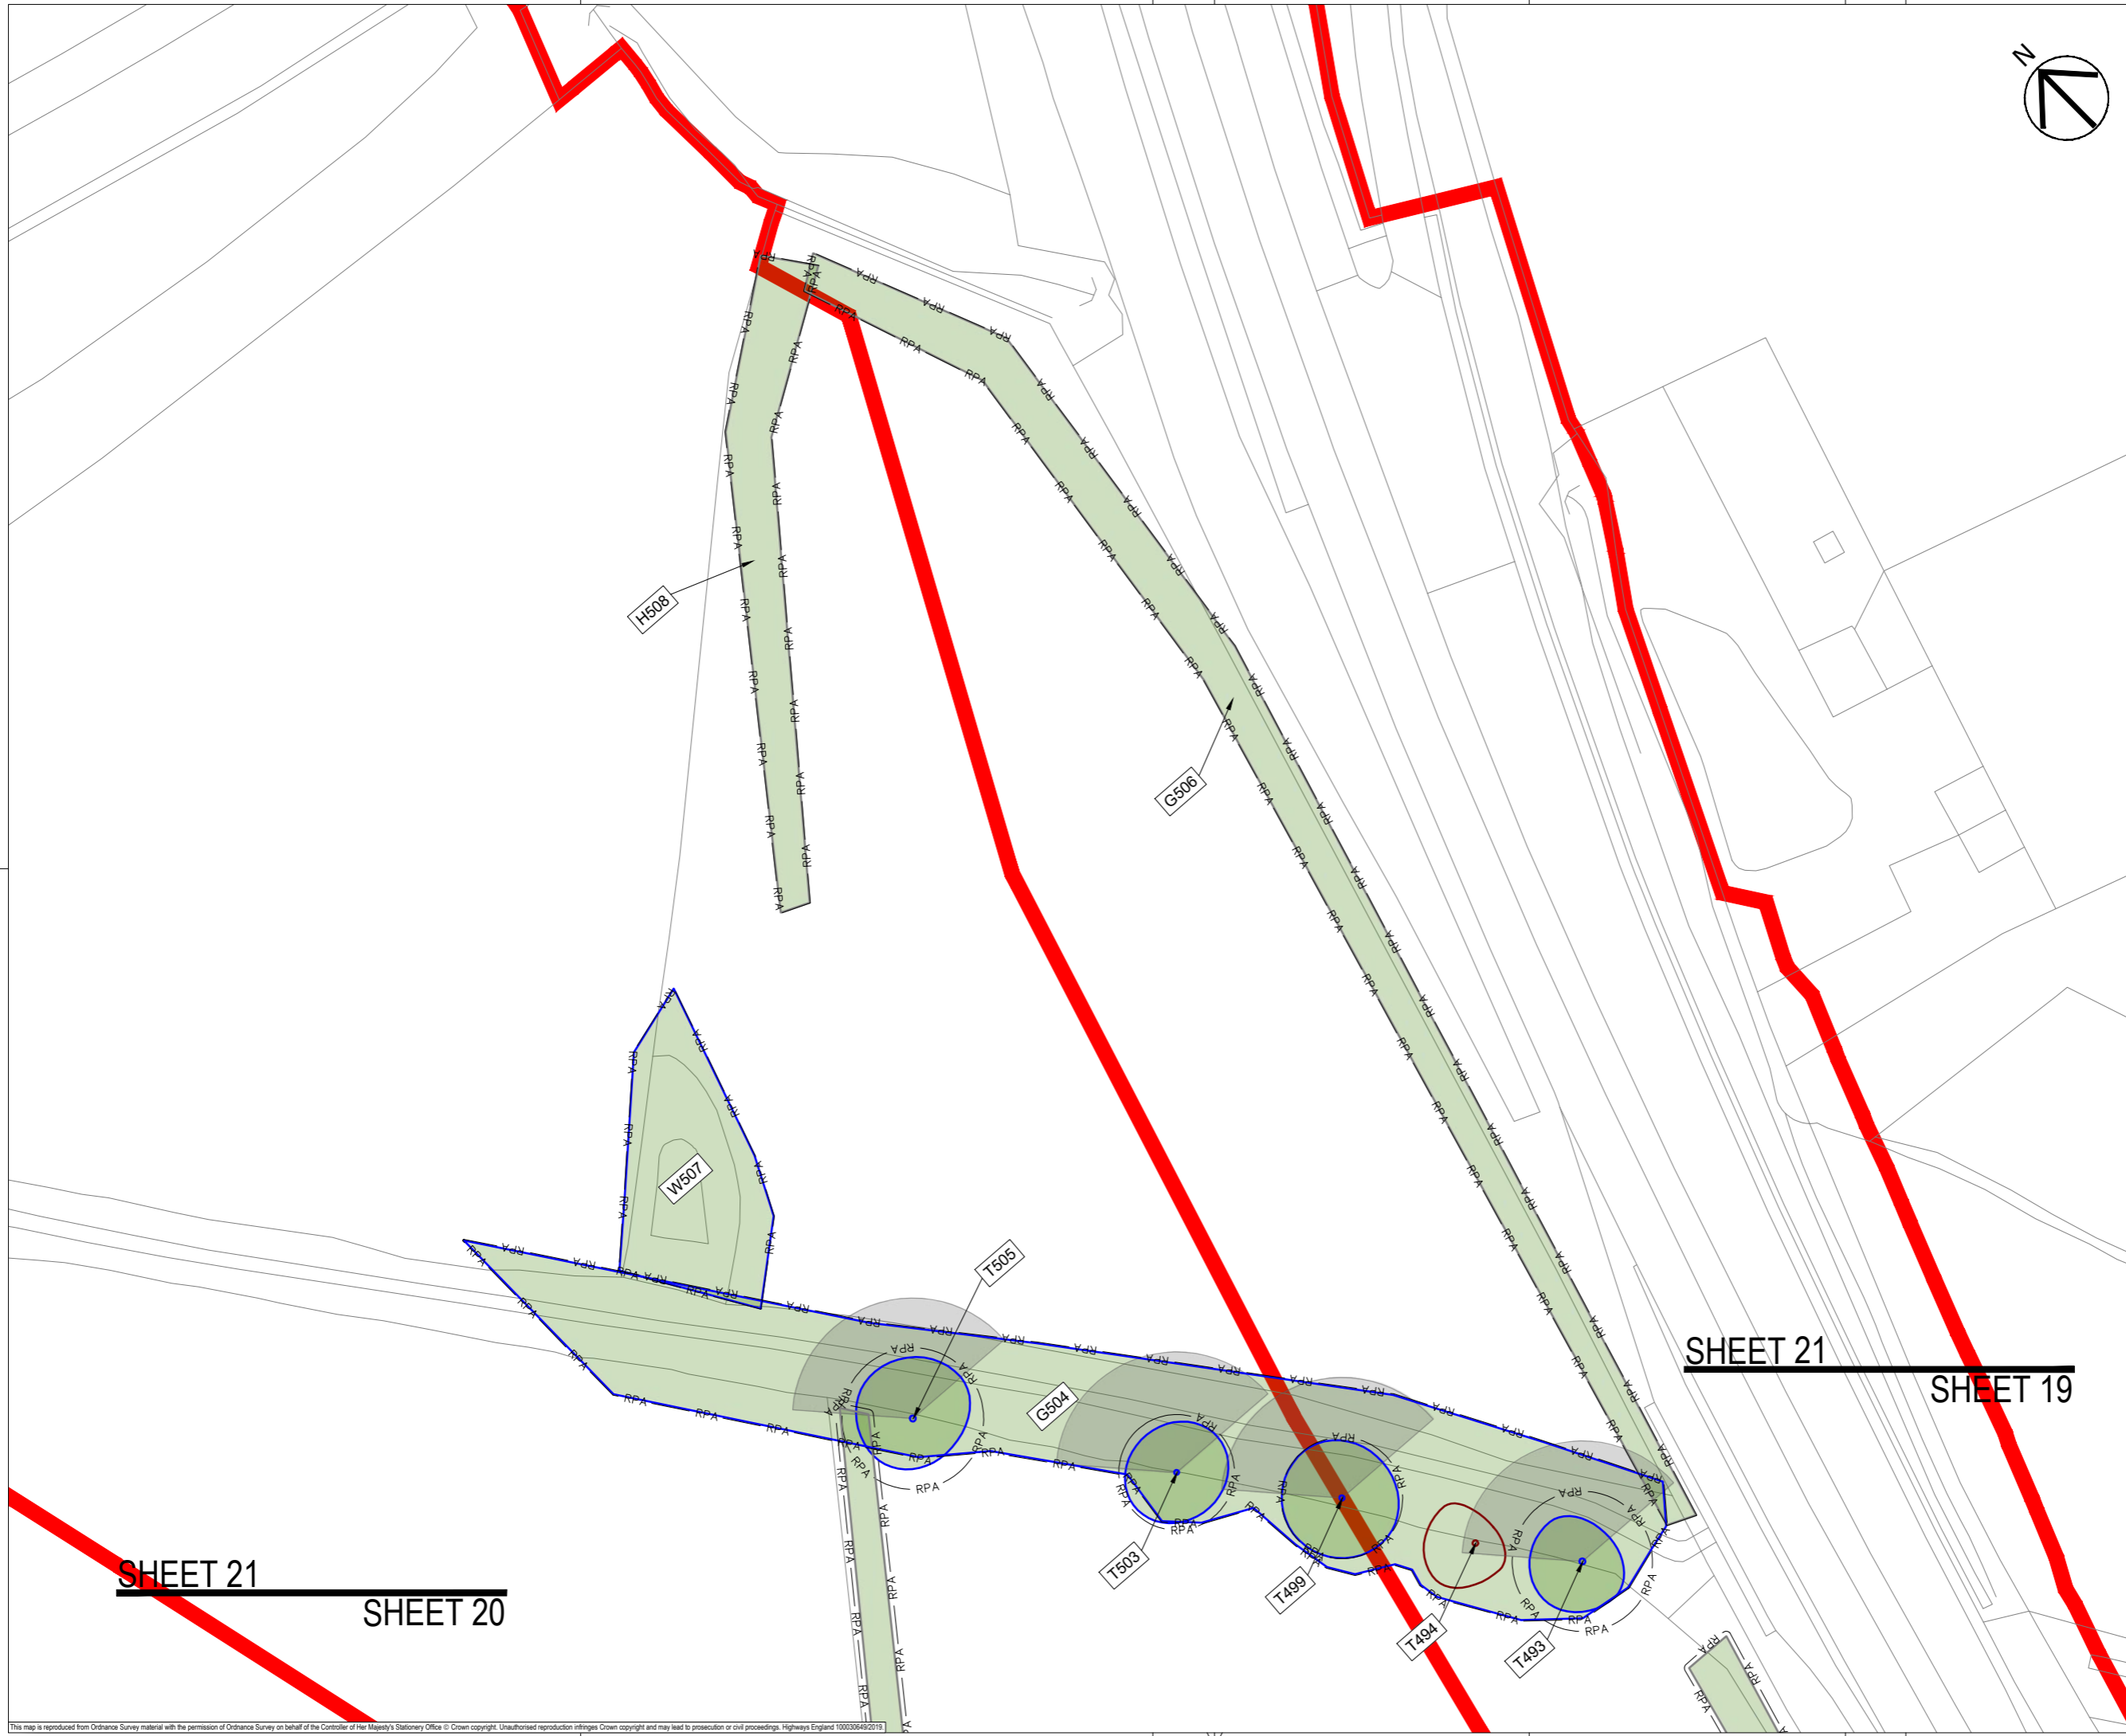 N
RPA
H508
G506
W507
T505
G504
T503
T499
T494
T493
SHEET 21
SHEET 19
SHEET 21
SHEET 20
This map is reproduced from Ordnance Survey material with the permission of Ordnance Survey on behalf of the Controller of Her Majesty's Stationery Office © Crown copyright. Unauthorised reproduction infringes Crown copyright and may lead to prosecution or civil proceedings. Highways England 100030649/2019.